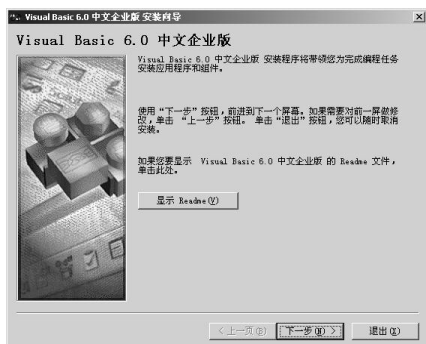 Visual Basic 6.0 中文企业版 安装向导
Visual Basic 6.0 中文企业版
Visual Basic 6.0 中文企业版 安装程序将带领您为完成编程任务
安装应用程序和组件。
使用“下一步”按钮，前进到下一个屏幕。如果需要对前一屏做修
改，单击 “上一步”按钮。 单击“退出”按钮，您可以随时取消
安装。
如果您要显示 Visual Basic 6.0 中文企业版 的 Readme 文件，
单击此处。
显示 Readme(V)
< 上一页(B)
下一步(N) >
退出(X)